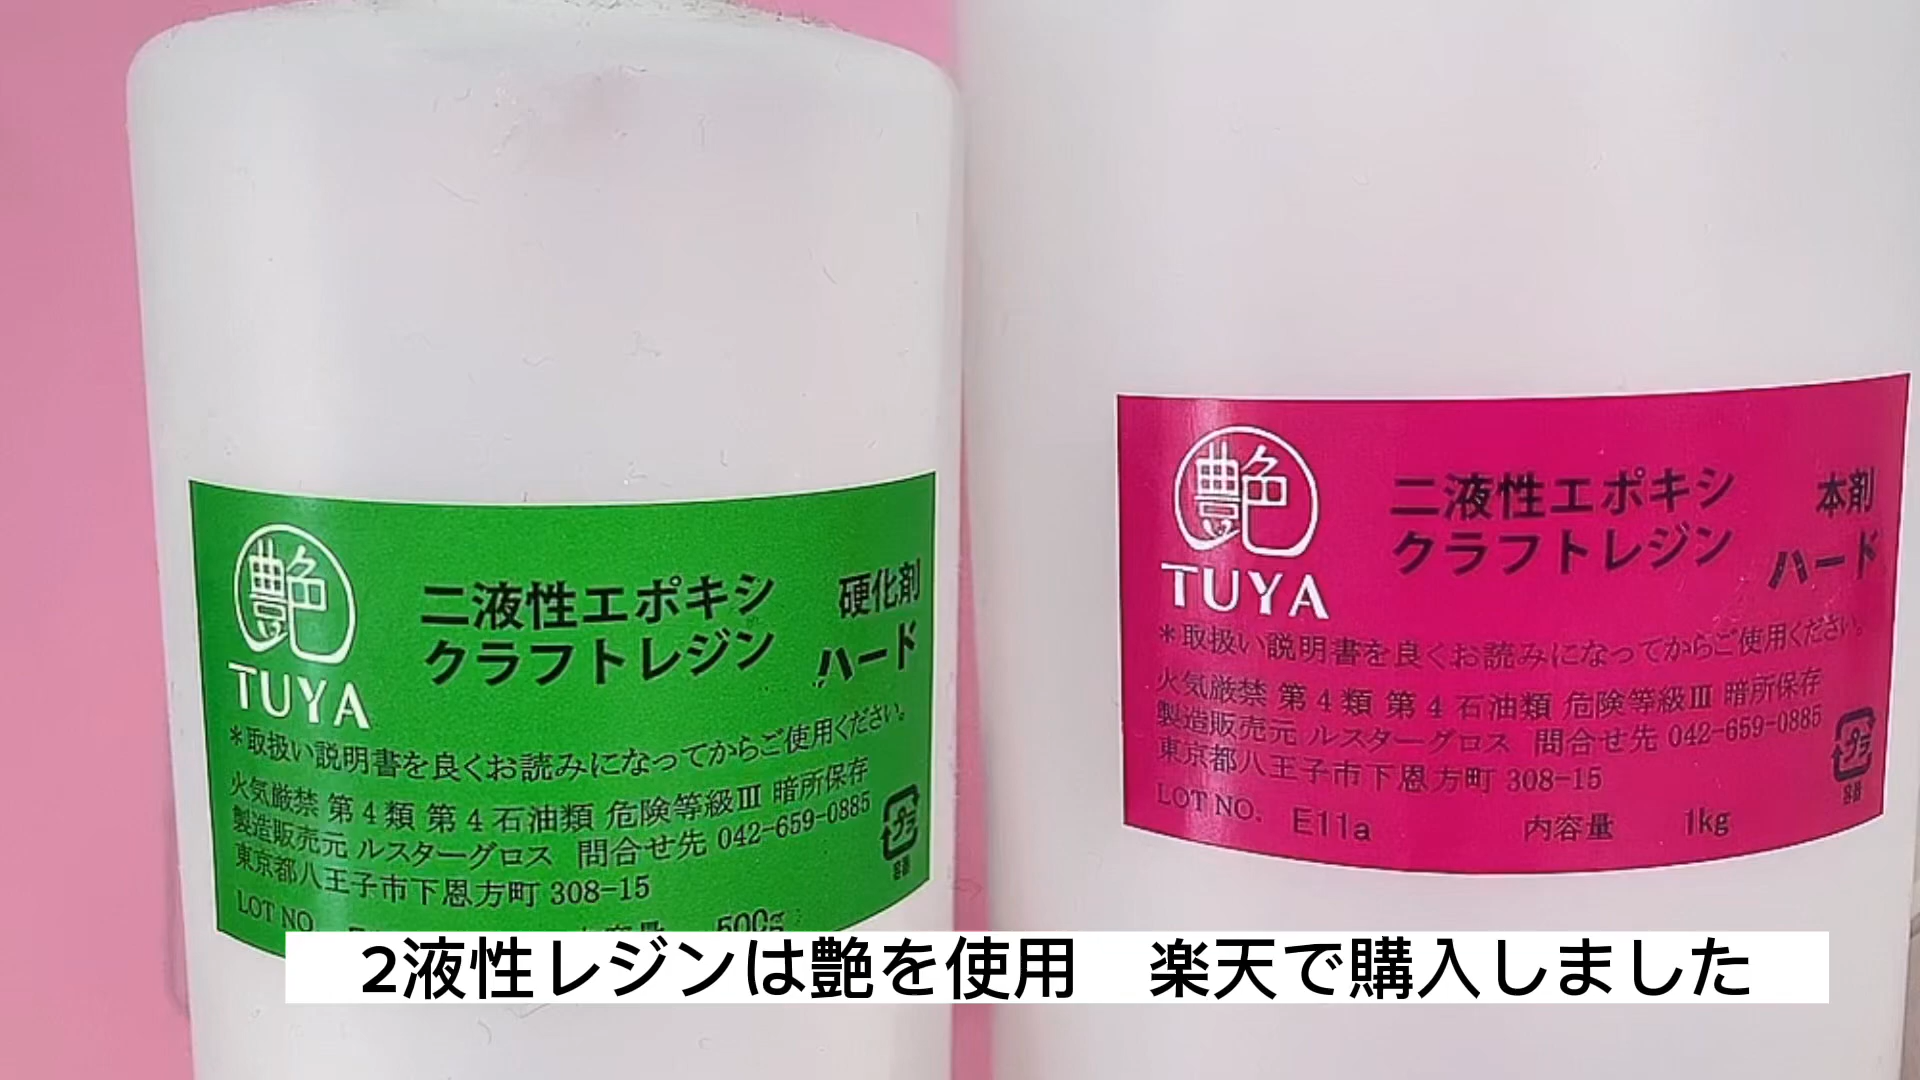 艶
TUYA
二液性エポキシ
クラフトレジン
硬化剤
ハード
＊取扱い説明書を良くお読みになってからご使用ください。
火気厳禁 第4類 第4石油類 危険等級Ⅲ 暗所保存
製造販売元 ルスターグロス 問合せ先 042-659-0885
東京都八王子市下恩方町 308-15
プラ
容器
LOT NO.
500g
艶
TUYA
二液性エポキシ
クラフトレジン
本剤
ハード
＊取扱い説明書を良くお読みになってからご使用ください。
火気厳禁 第4類 第4石油類 危険等級Ⅲ 暗所保存
製造販売元 ルスターグロス 問合せ先 042-659-0885
東京都八王子市下恩方町 308-15
プラ
容器
LOT NO. E11a 内容量 1kg
2液性レジンは艶を使用　楽天で購入しました